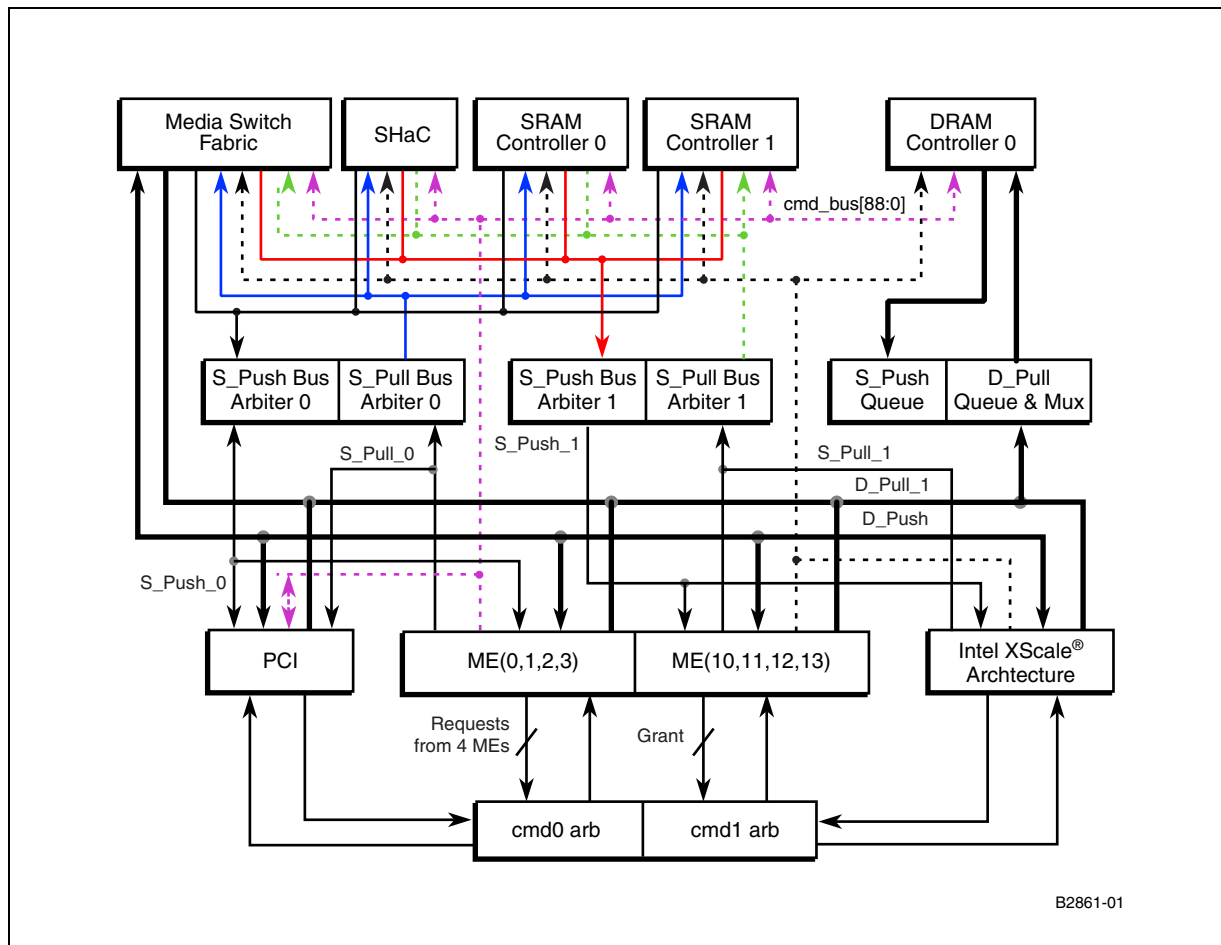 Media Switch
Fabric
SHaC
SRAM
Controller 0
SRAM
Controller 1
DRAM
Controller 0
cmd_bus[88:0]
S_Push Bus
Arbiter 0
S_Pull Bus
Arbiter 0
S_Push Bus
Arbiter 1
S_Pull Bus
Arbiter 1
S_Push
Queue
D_Pull
Queue & Mux
S_Pull_0
S_Push_1
S_Pull_1
D_Pull_1
D_Push
S_Push_0
PCI
ME(0,1,2,3)
ME(10,11,12,13)
Intel XScale®
Archtecture
Requests
from 4 MEs
Grant
cmd0 arb
cmd1 arb
B2861-01